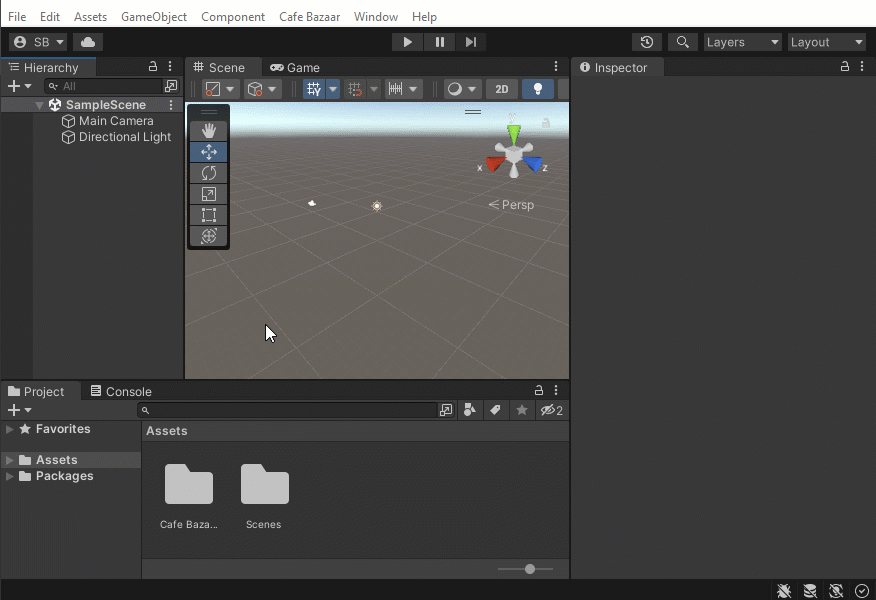 File Edit Assets GameObject Component Cafe Bazaar Window Help
SB Layers Layout
Hierarchy Scene Game Inspector
All 2D
SampleScene
Main Camera
Directional Light
y
x z
Persp
Project Console
2
Favorites Assets
Assets
Packages
Cafe Baza... Scenes